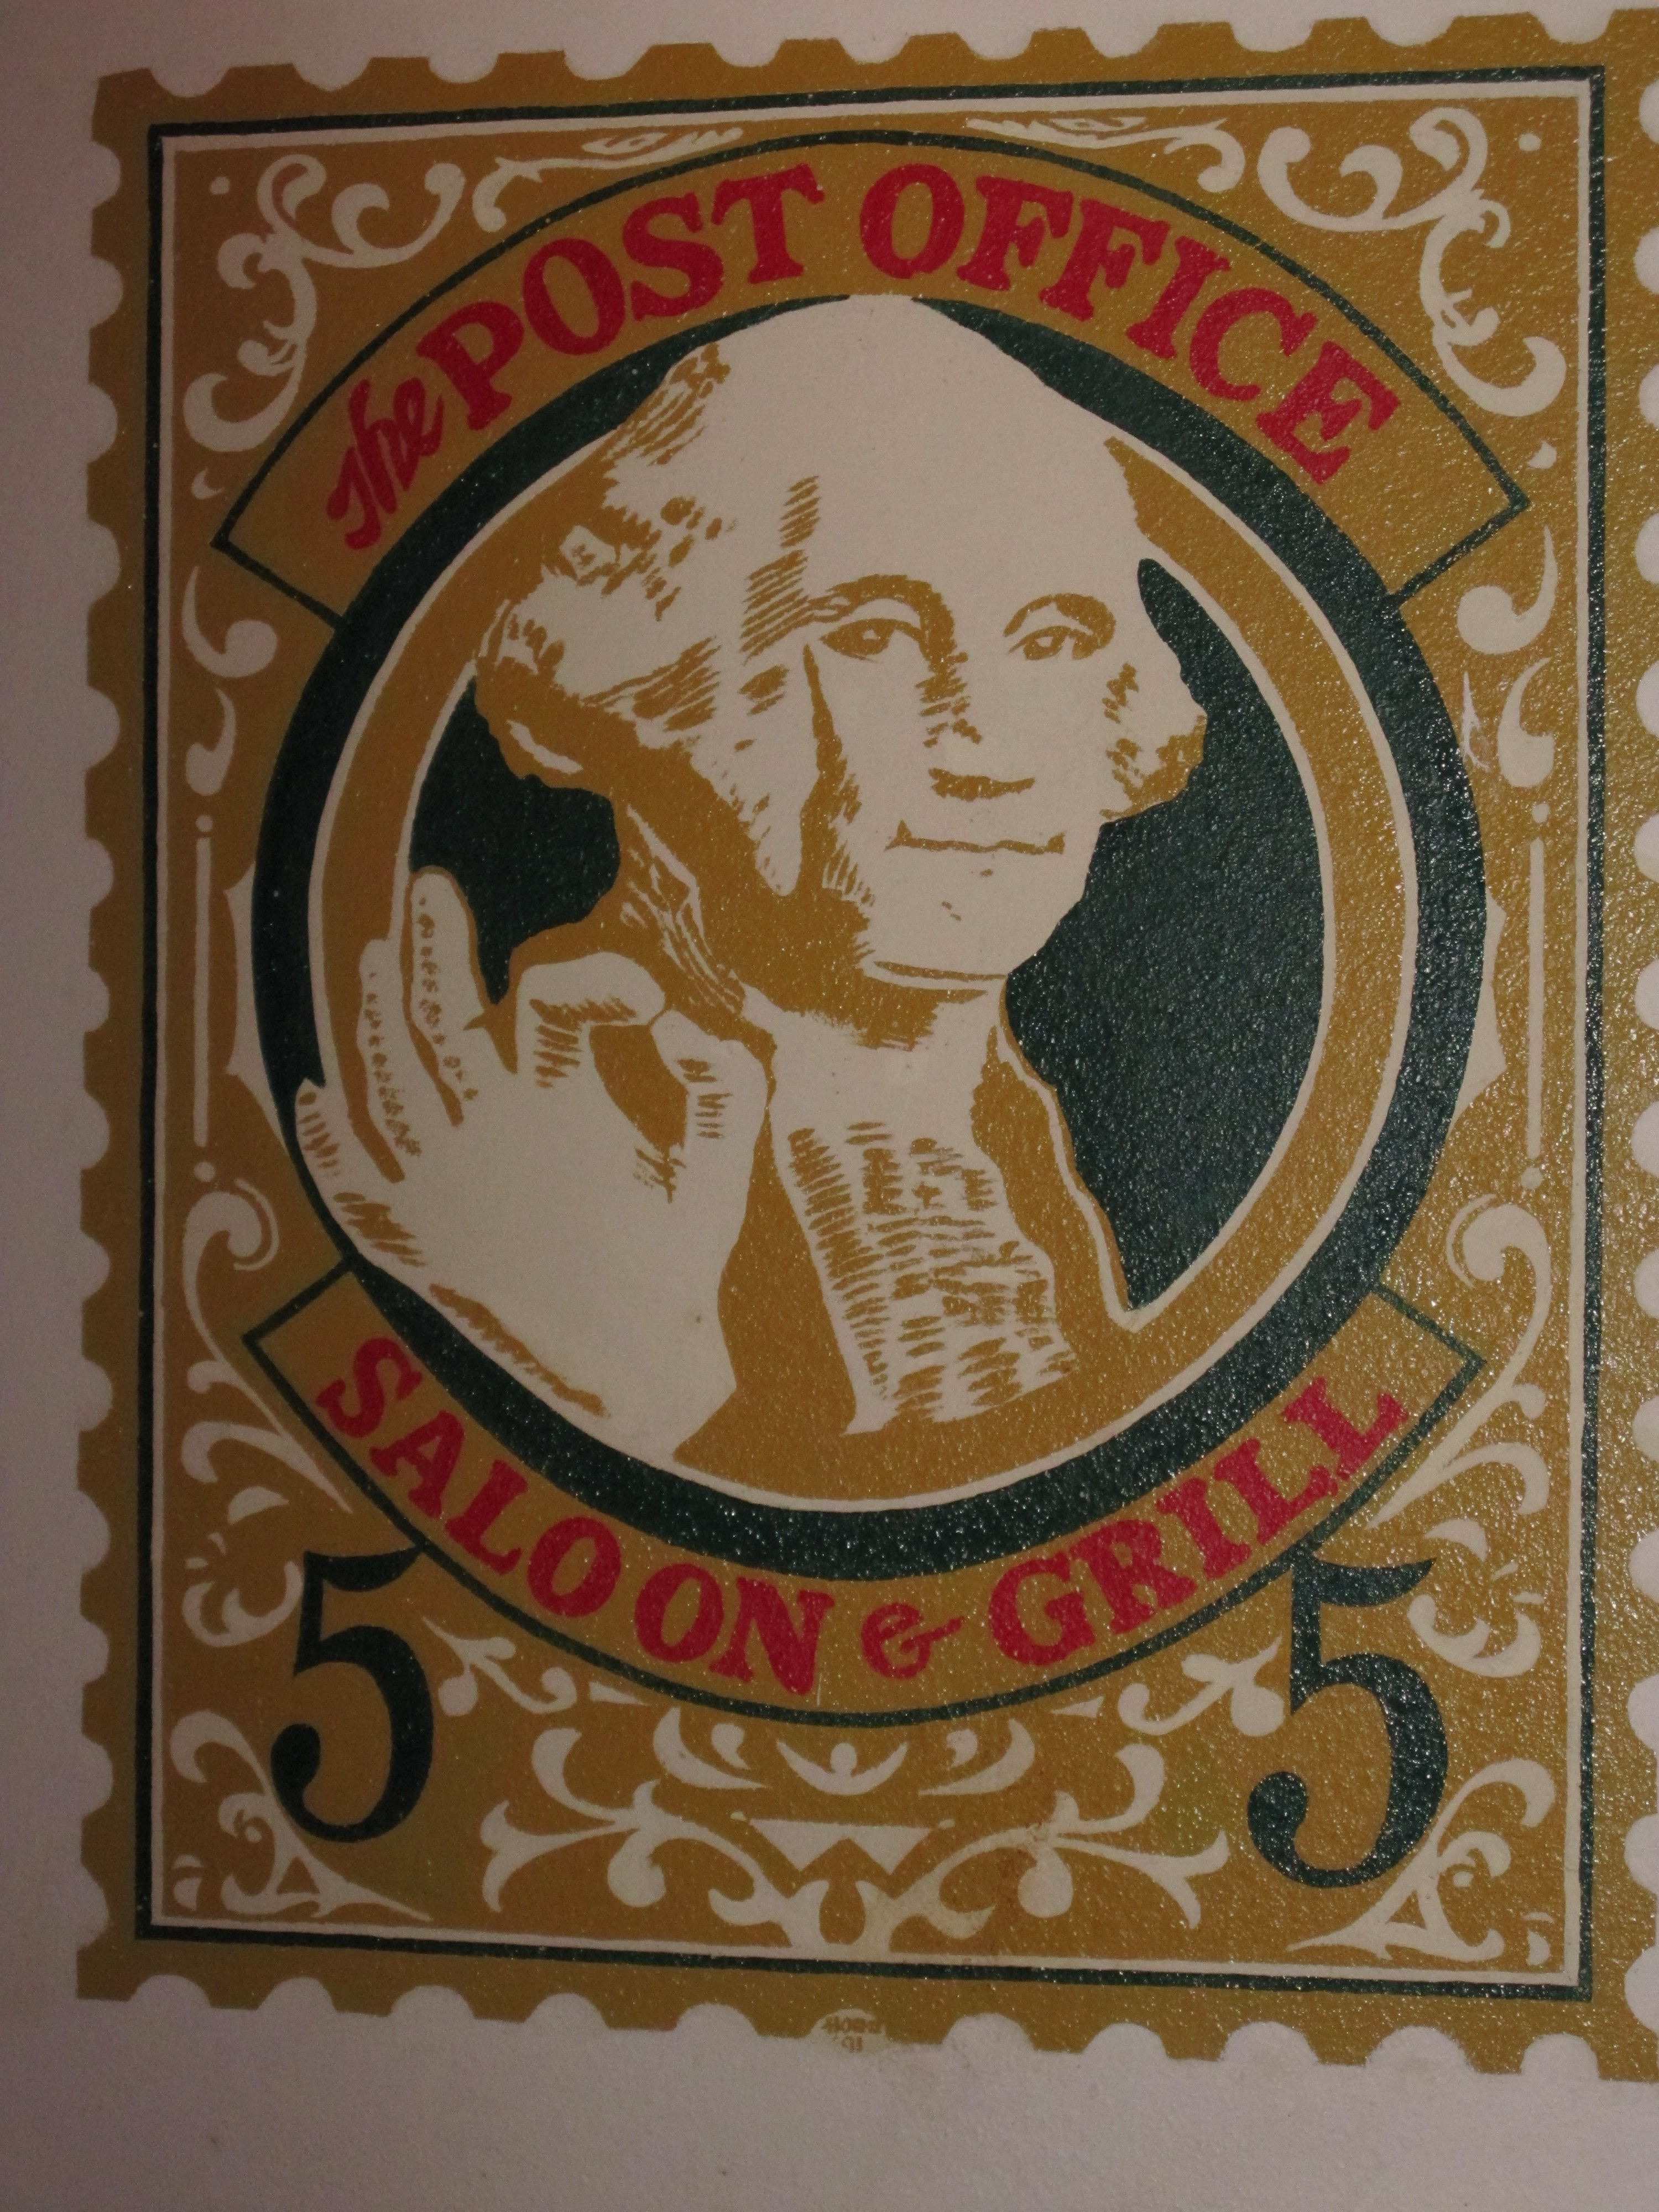 The POST OFFICE
SALOON & GRILL
5 5